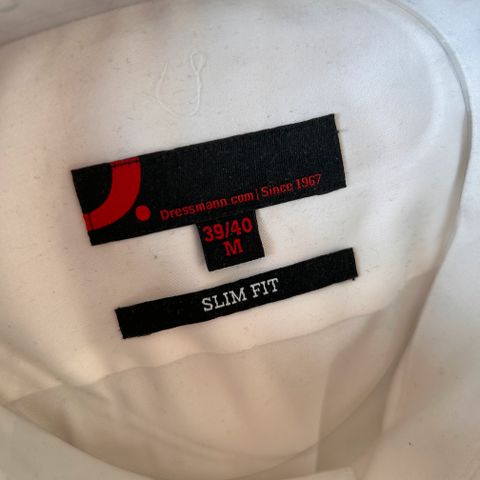 Dressmann.com | Since 1967
39/40
M
SLIM FIT